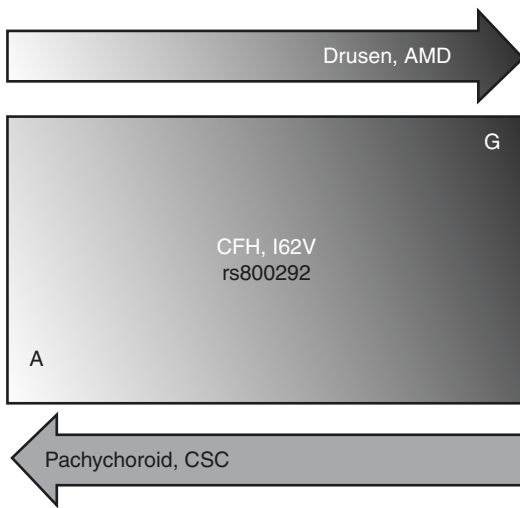 Drusen, AMD
G
CFH, I62V
rs800292
A
Pachychoroid, CSC